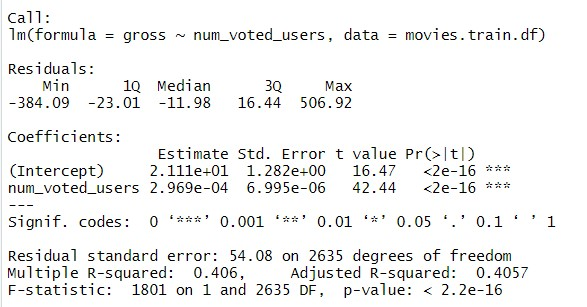 Call:
lm(formula = gross ~ num_voted_users, data = movies.train.df)
Residuals:
    Min      1Q  Median      3Q     Max
-384.09  -23.01  -11.98   16.44  506.92
Coefficients:
                 Estimate Std. Error t value Pr(>|t|)
(Intercept)     2.111e+01  1.282e+00   16.47   <2e-16 ***
num_voted_users 2.969e-04  6.995e-06   42.44   <2e-16 ***
---
Signif. codes:  0 ‘***’ 0.001 ‘**’ 0.01 ‘*’ 0.05 ‘.’ 0.1 ‘ ’ 1
Residual standard error: 54.08 on 2635 degrees of freedom
Multiple R-squared:  0.406,	Adjusted R-squared:  0.4057
F-statistic:  1801 on 1 and 2635 DF,  p-value: < 2.2e-16